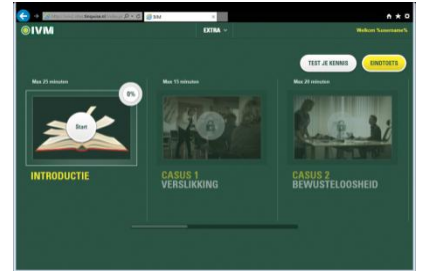 IVM
IVM
EXTRA
Welkom %username%
TEST JE KENNIS
EINDTOETS
Max 25 minuten
Max 15 minuten
Max 20 minuten
0%
Start
INTRODUCTIE
CASUS 1
VERSLIKKING
CASUS 2
BEWUSTELOOSHEID